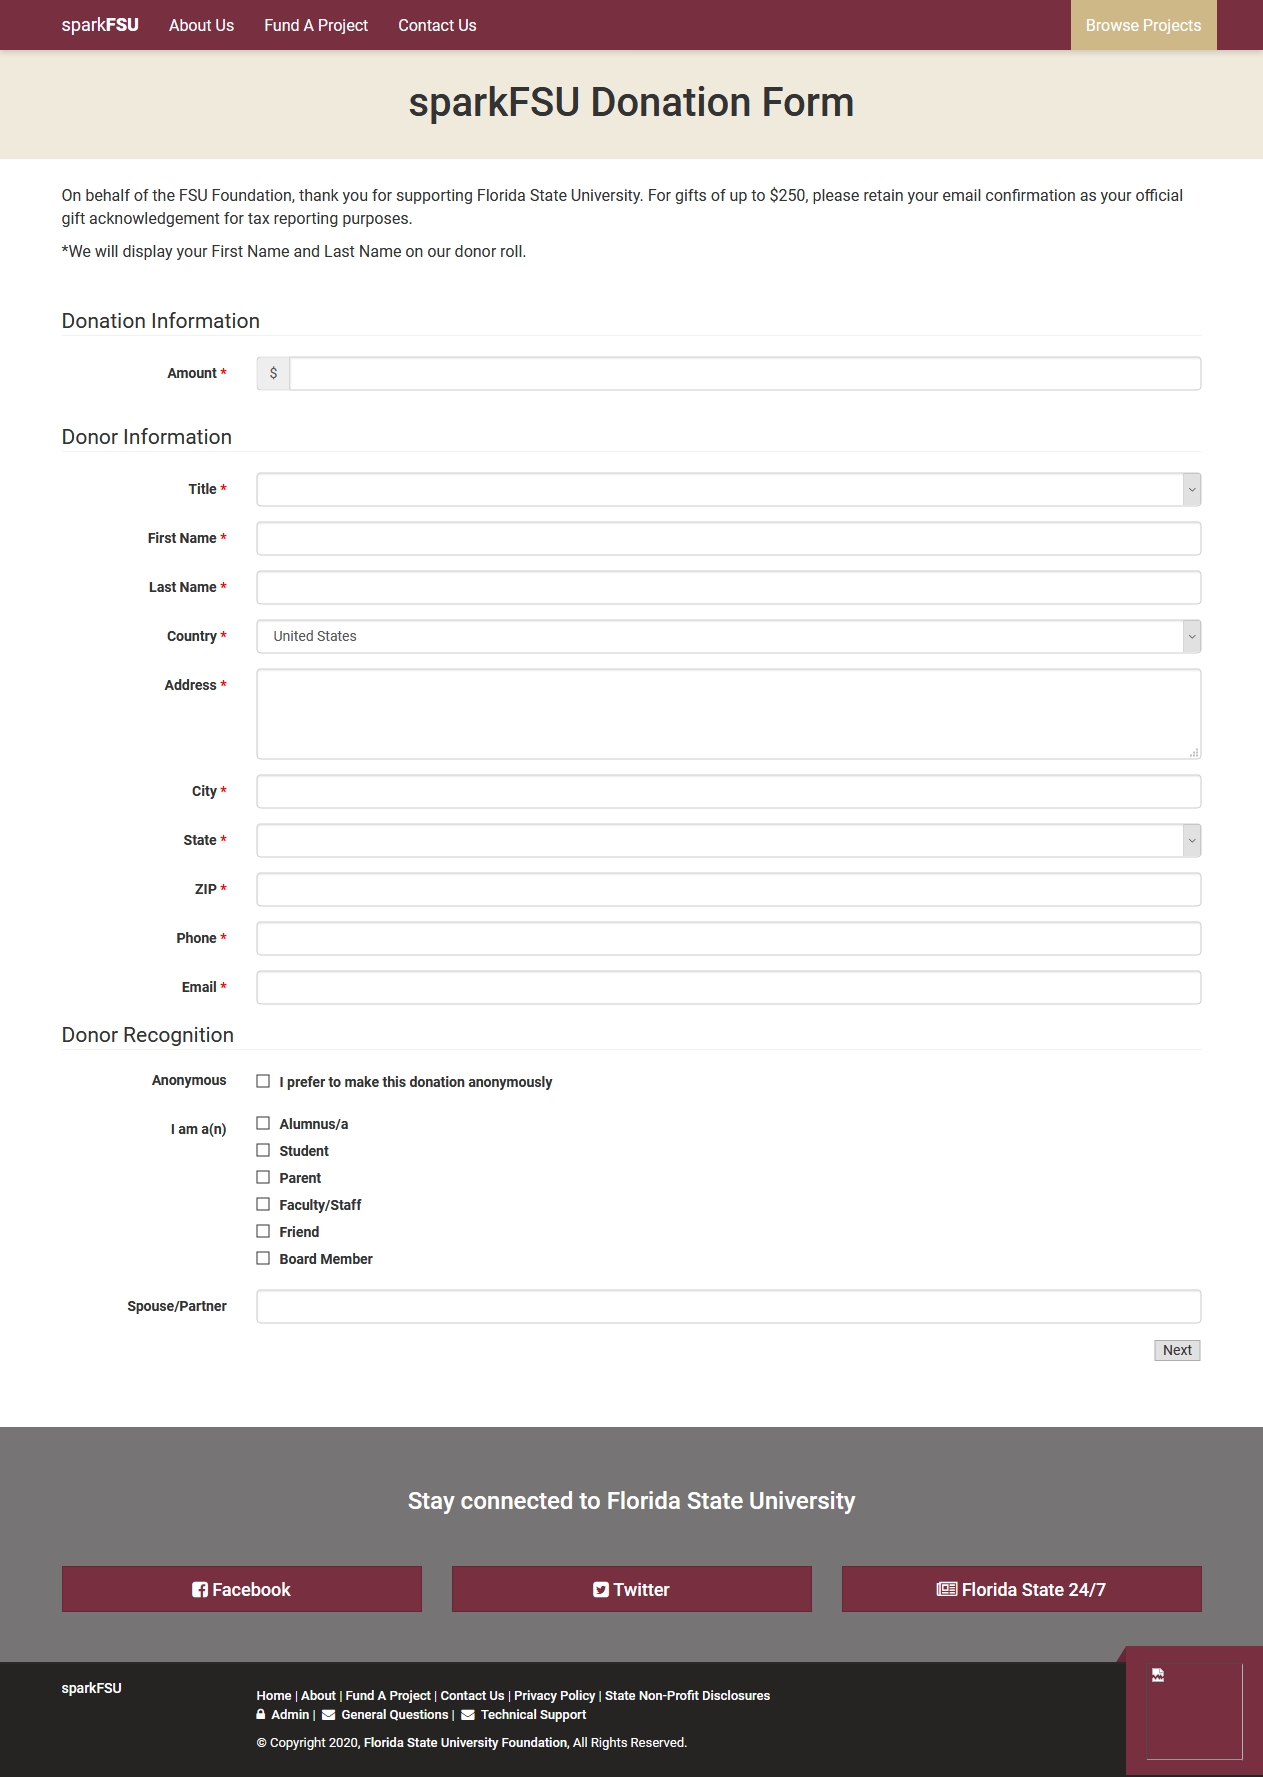 sparkFSU About Us Fund A Project Contact Us Browse Projects
sparkFSU Donation Form
On behalf of the FSU Foundation, thank you for supporting Florida State University. For gifts of up to $250, please retain your email confirmation as your official
gift acknowledgement for tax reporting purposes.
*We will display your First Name and Last Name on our donor roll.
Donation Information
Amount * $
Donor Information
Title *
First Name *
Last Name *
Country * United States
Address *
City *
State *
ZIP *
Phone *
Email *
Donor Recognition
Anonymous I prefer to make this donation anonymously
I am a(n) Alumnus/a
Student
Parent
Faculty/Staff
Friend
Board Member
Spouse/Partner
Next
Stay connected to Florida State University
Facebook Twitter Florida State 24/7
sparkFSU
Home | About | Fund A Project | Contact Us | Privacy Policy | State Non-Profit Disclosures
Admin | General Questions | Technical Support
© Copyright 2020, Florida State University Foundation, All Rights Reserved.